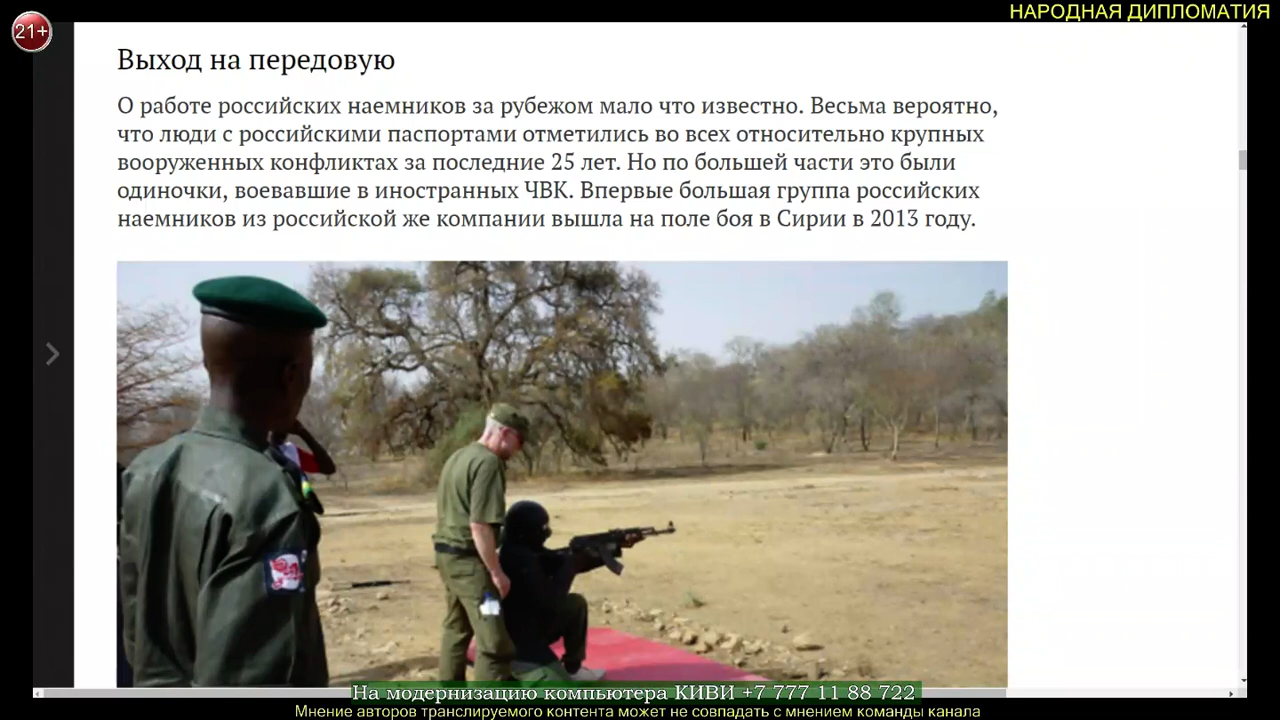 НАРОДНАЯ ДИПЛОМАТИЯ
21+
Выход на передовую
О работе российских наемников за рубежом мало что известно. Весьма вероятно,
что люди с российскими паспортами отметились во всех относительно крупных
вооруженных конфликтах за последние 25 лет. Но по большей части это были
одиночки, воевавшие в иностранных ЧВК. Впервые большая группа российских
наемников из российской же компании вышла на поле боя в Сирии в 2013 году.
На модернизацию компьютера КИВИ +7 777 11 88 722
Мнение авторов транслируемого контента может не совпадать с мнением команды канала